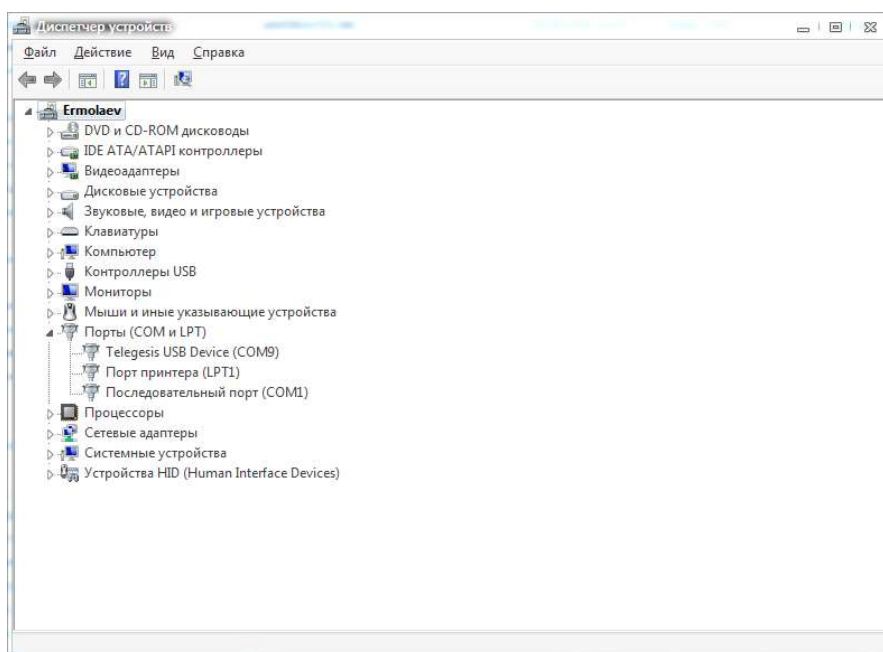 Диспетчер устройств
Файл Действие Вид Справка
Ermolaev
DVD и CD-ROM дисководы
IDE ATA/ATAPI контроллеры
Видеоадаптеры
Дисковые устройства
Звуковые, видео и игровые устройства
Клавиатуры
Компьютер
Контроллеры USB
Мониторы
Мыши и иные указывающие устройства
Порты (COM и LPT)
Telegesis USB Device (COM9)
Порт принтера (LPT1)
Последовательный порт (COM1)
Процессоры
Сетевые адаптеры
Системные устройства
Устройства HID (Human Interface Devices)